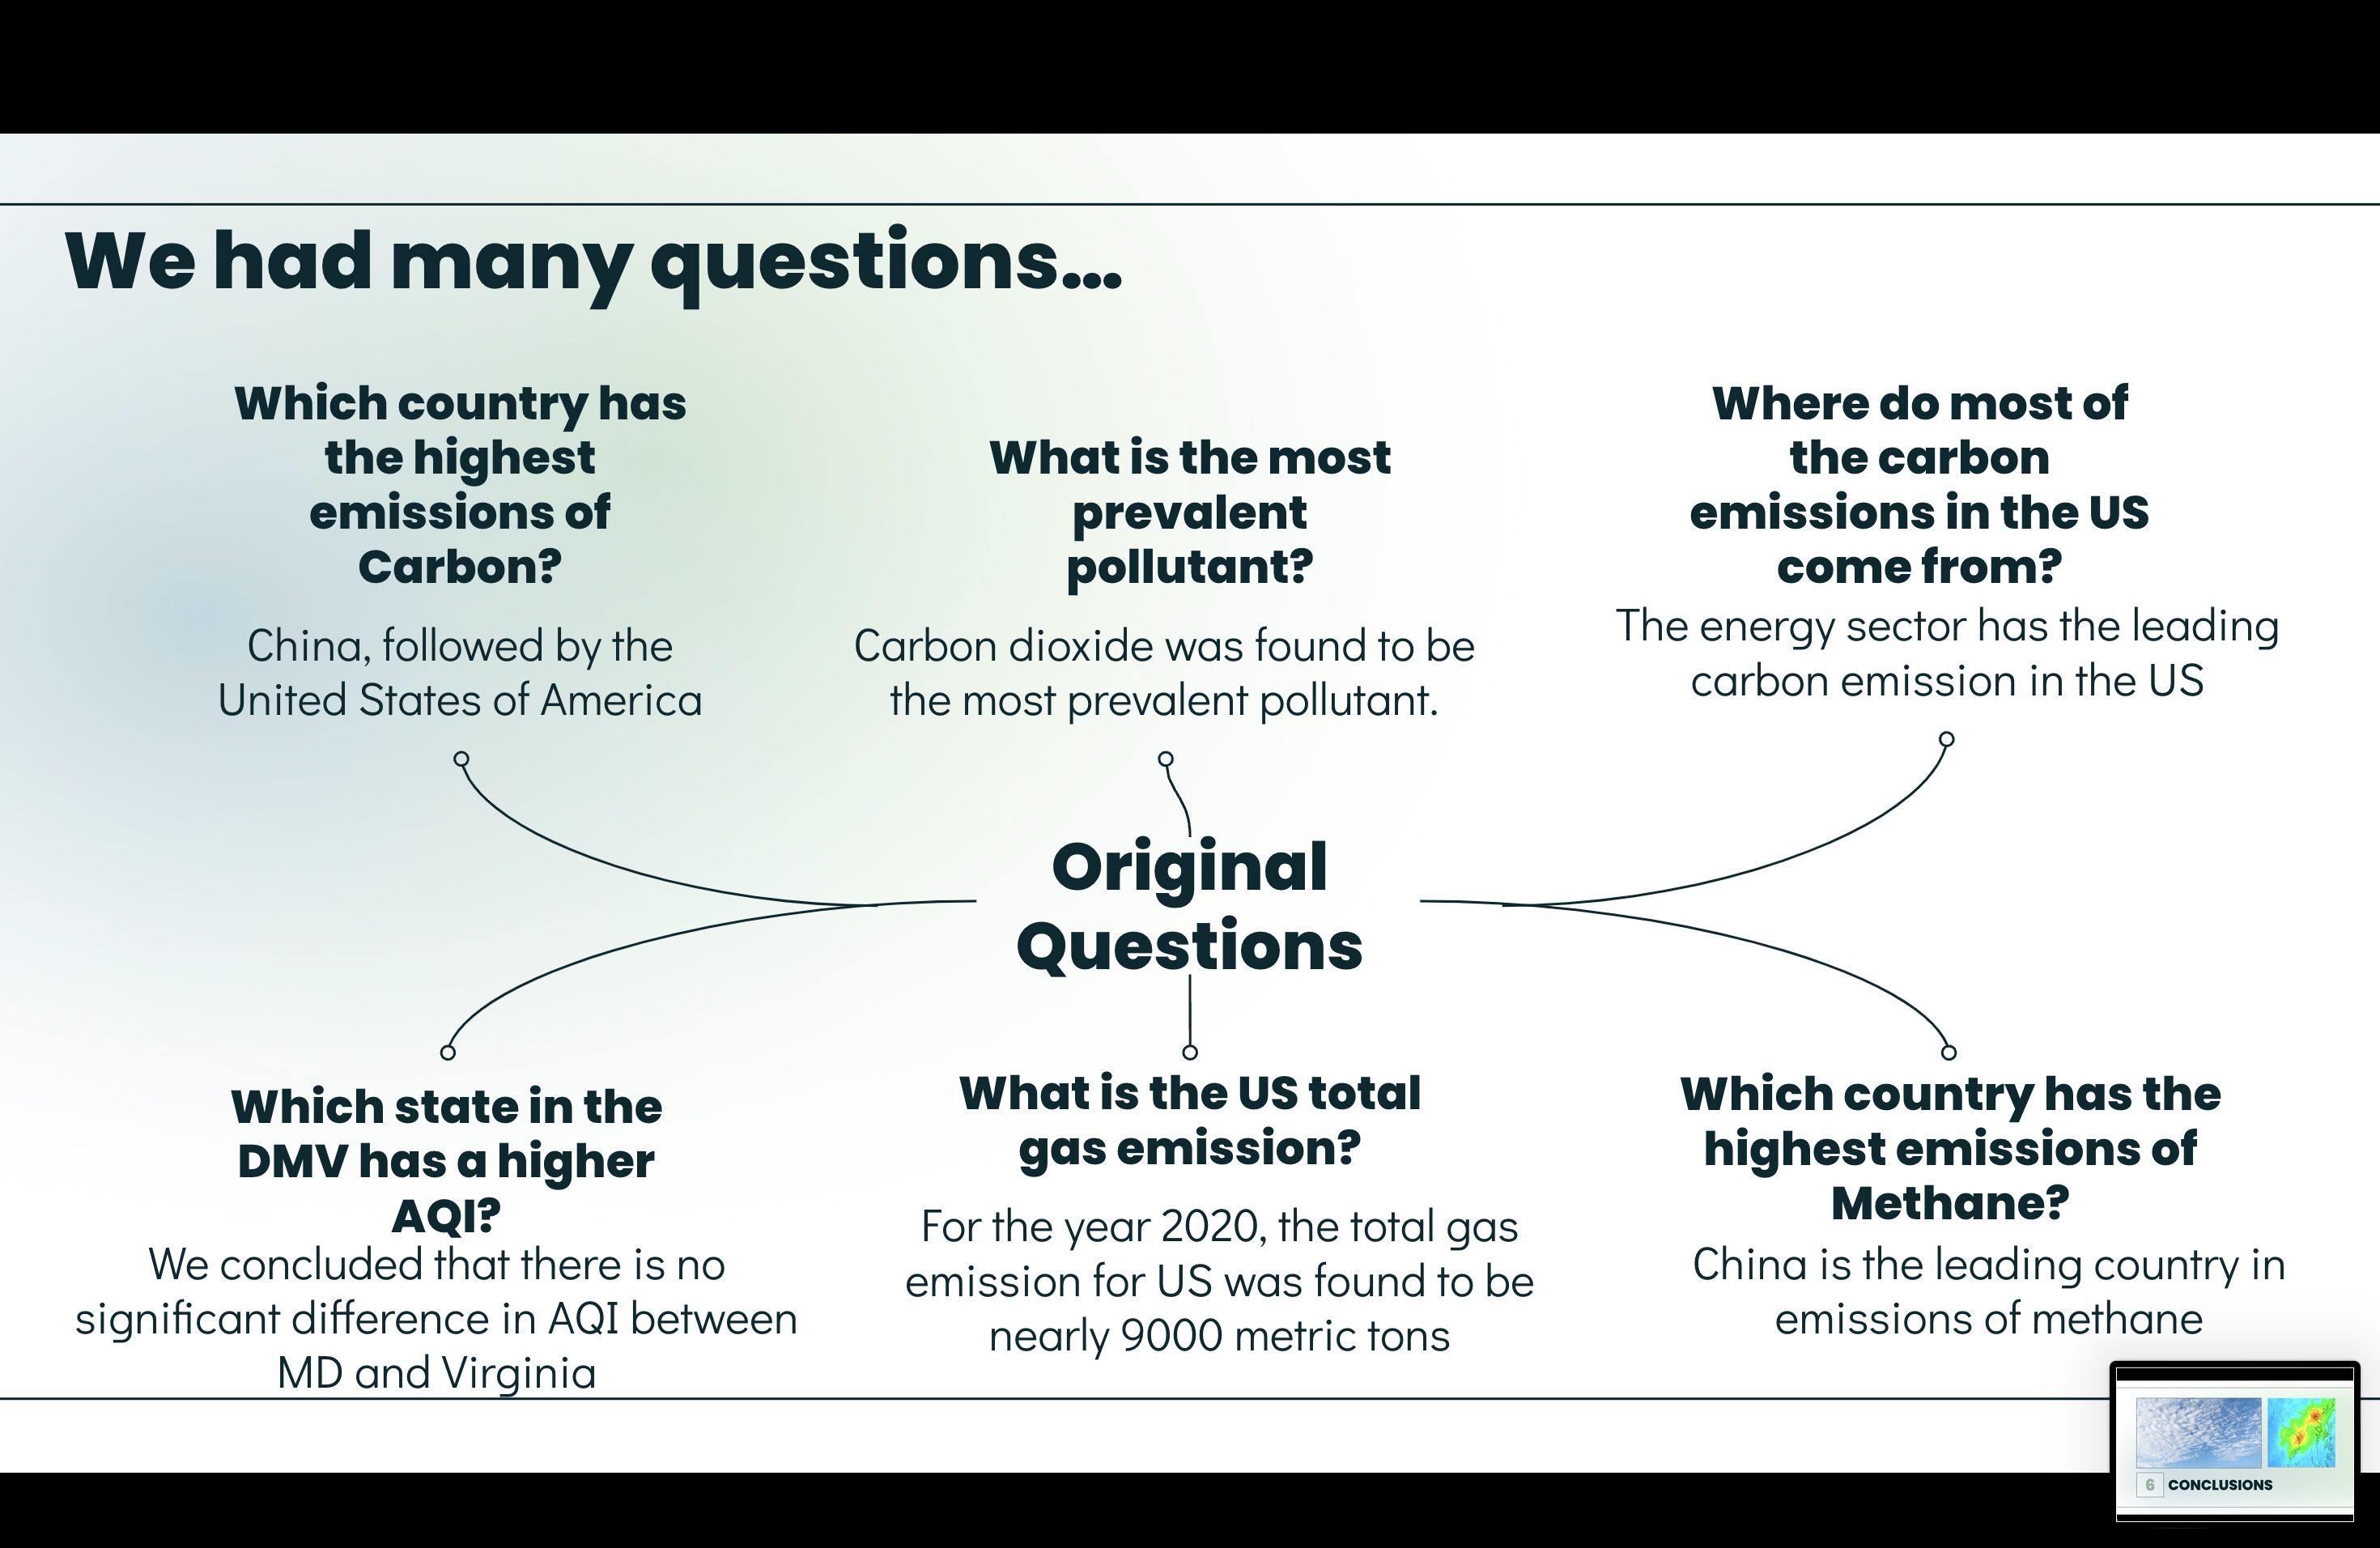 We had many questions...
Which country has
the highest
emissions of
Carbon?
China, followed by the
United States of America
What is the most
prevalent
pollutant?
Carbon dioxide was found to be
the most prevalent pollutant.
Where do most of
the carbon
emissions in the US
come from?
The energy sector has the leading
carbon emission in the US
Original
Questions
Which state in the
DMV has a higher
AQI?
We concluded that there is no
significant difference in AQI between
MD and Virginia
What is the US total
gas emission?
For the year 2020, the total gas
emission for US was found to be
nearly 9000 metric tons
Which country has the
highest emissions of
Methane?
China is the leading country in
emissions of methane
6 CONCLUSIONS